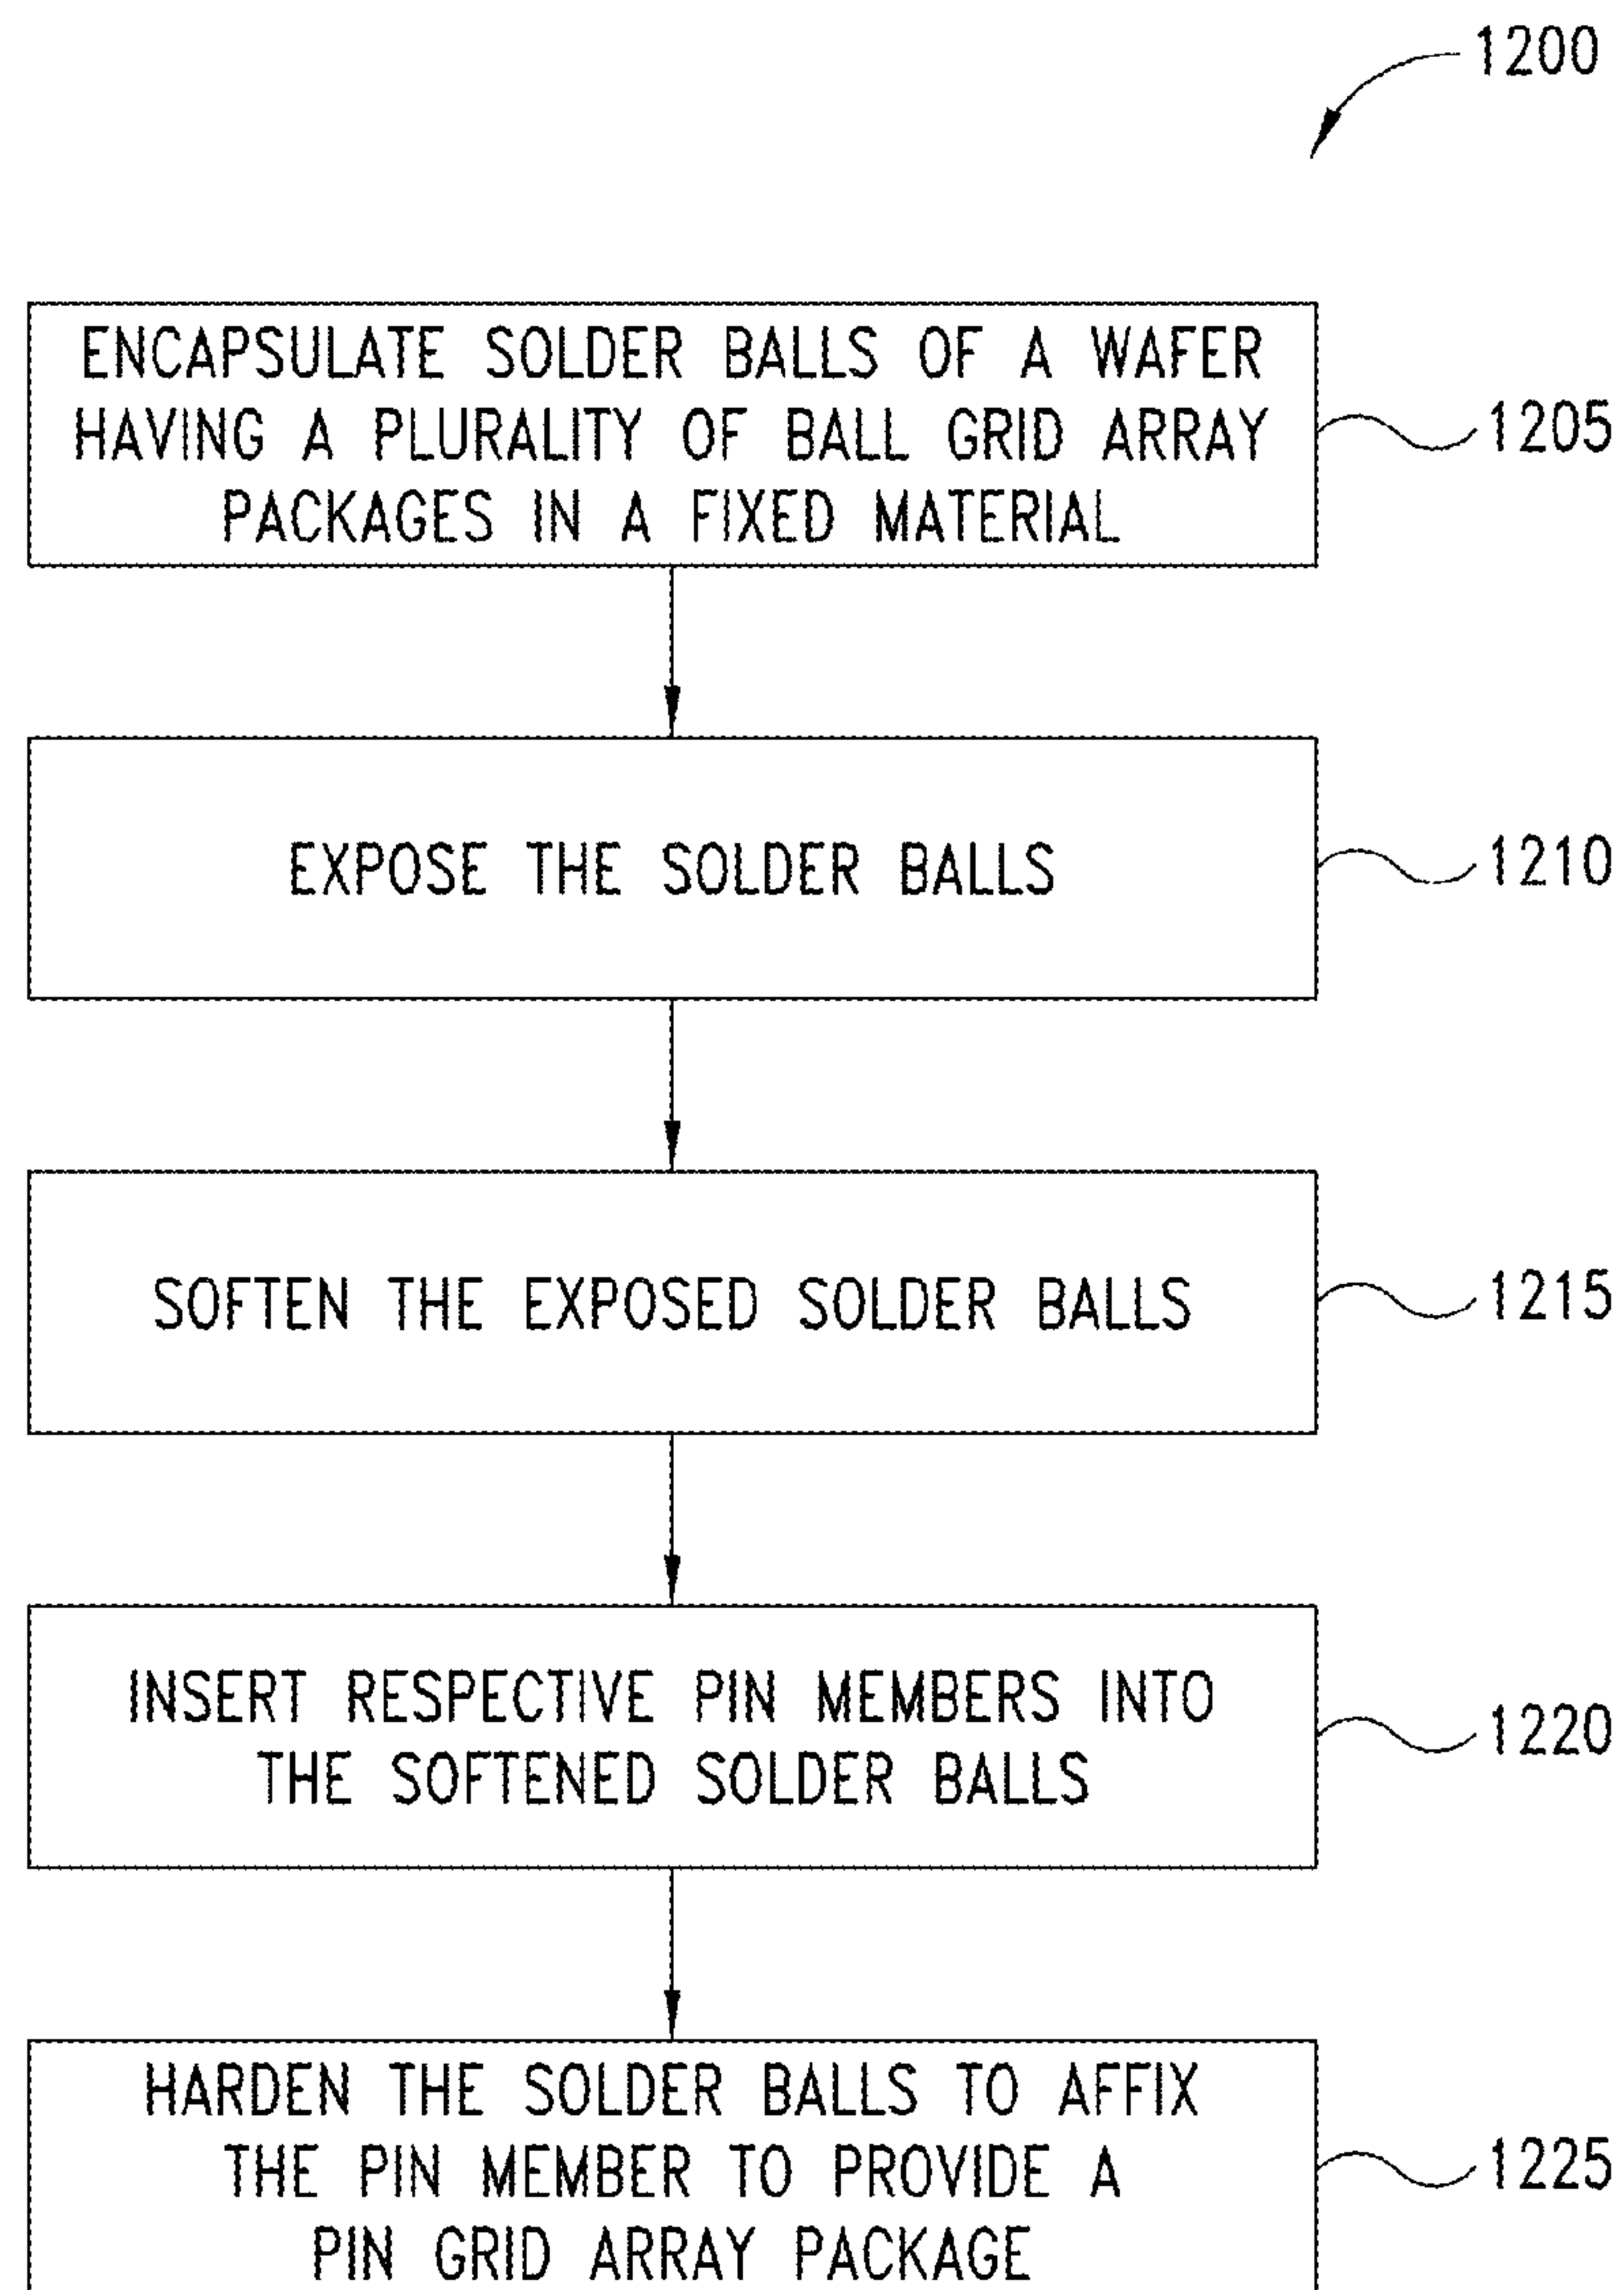 1200
ENCAPSULATE SOLDER BALLS OF A WAFER
HAVING A PLURALITY OF BALL GRID ARRAY
PACKAGES IN A FIXED MATERIAL
1205
EXPOSE THE SOLDER BALLS
1210
SOFTEN THE EXPOSED SOLDER BALLS
1215
INSERT RESPECTIVE PIN MEMBERS INTO
THE SOFTENED SOLDER BALLS
1220
HARDEN THE SOLDER BALLS TO AFFIX
THE PIN MEMBER TO PROVIDE A
PIN GRID ARRAY PACKAGE
1225